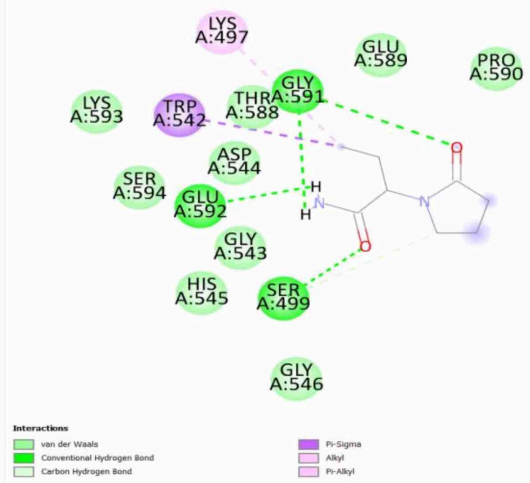 LYS
A:497
GLU
A:589
PRO
A:590
GLY
A:591
THR
A:588
LYS
A:593
TRP
A:542
ASP
A:544
SER
A:594
GLU
A:592
H
N
H
O
N
O
GLY
A:543
HIS
A:545
SER
A:499
GLY
A:546
Interactions
van der Waals
Conventional Hydrogen Bond
Carbon Hydrogen Bond
Pi-Sigma
Alkyl
Pi-Alkyl